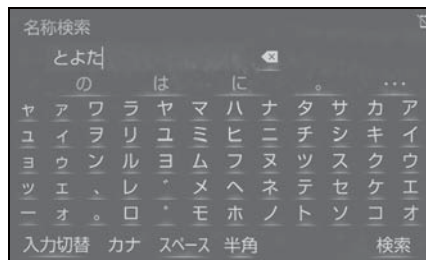 名称検索
とよた
の は に 。 …
ャ ァ ワ ラ ヤ マ ハ ナ タ サ カ ア
ュ ィ ヲ リ ユ ミ ヒ ニ チ シ キ イ
ョ ゥ ン ル ヨ ム フ ヌ ツ ス ク ウ
ッ ェ 、 レ ゛ メ ヘ ネ テ セ ケ エ
ー ォ 。 ロ ゜ モ ホ ノ ト ソ コ オ
入力切替 カナ スペース 半角 検索